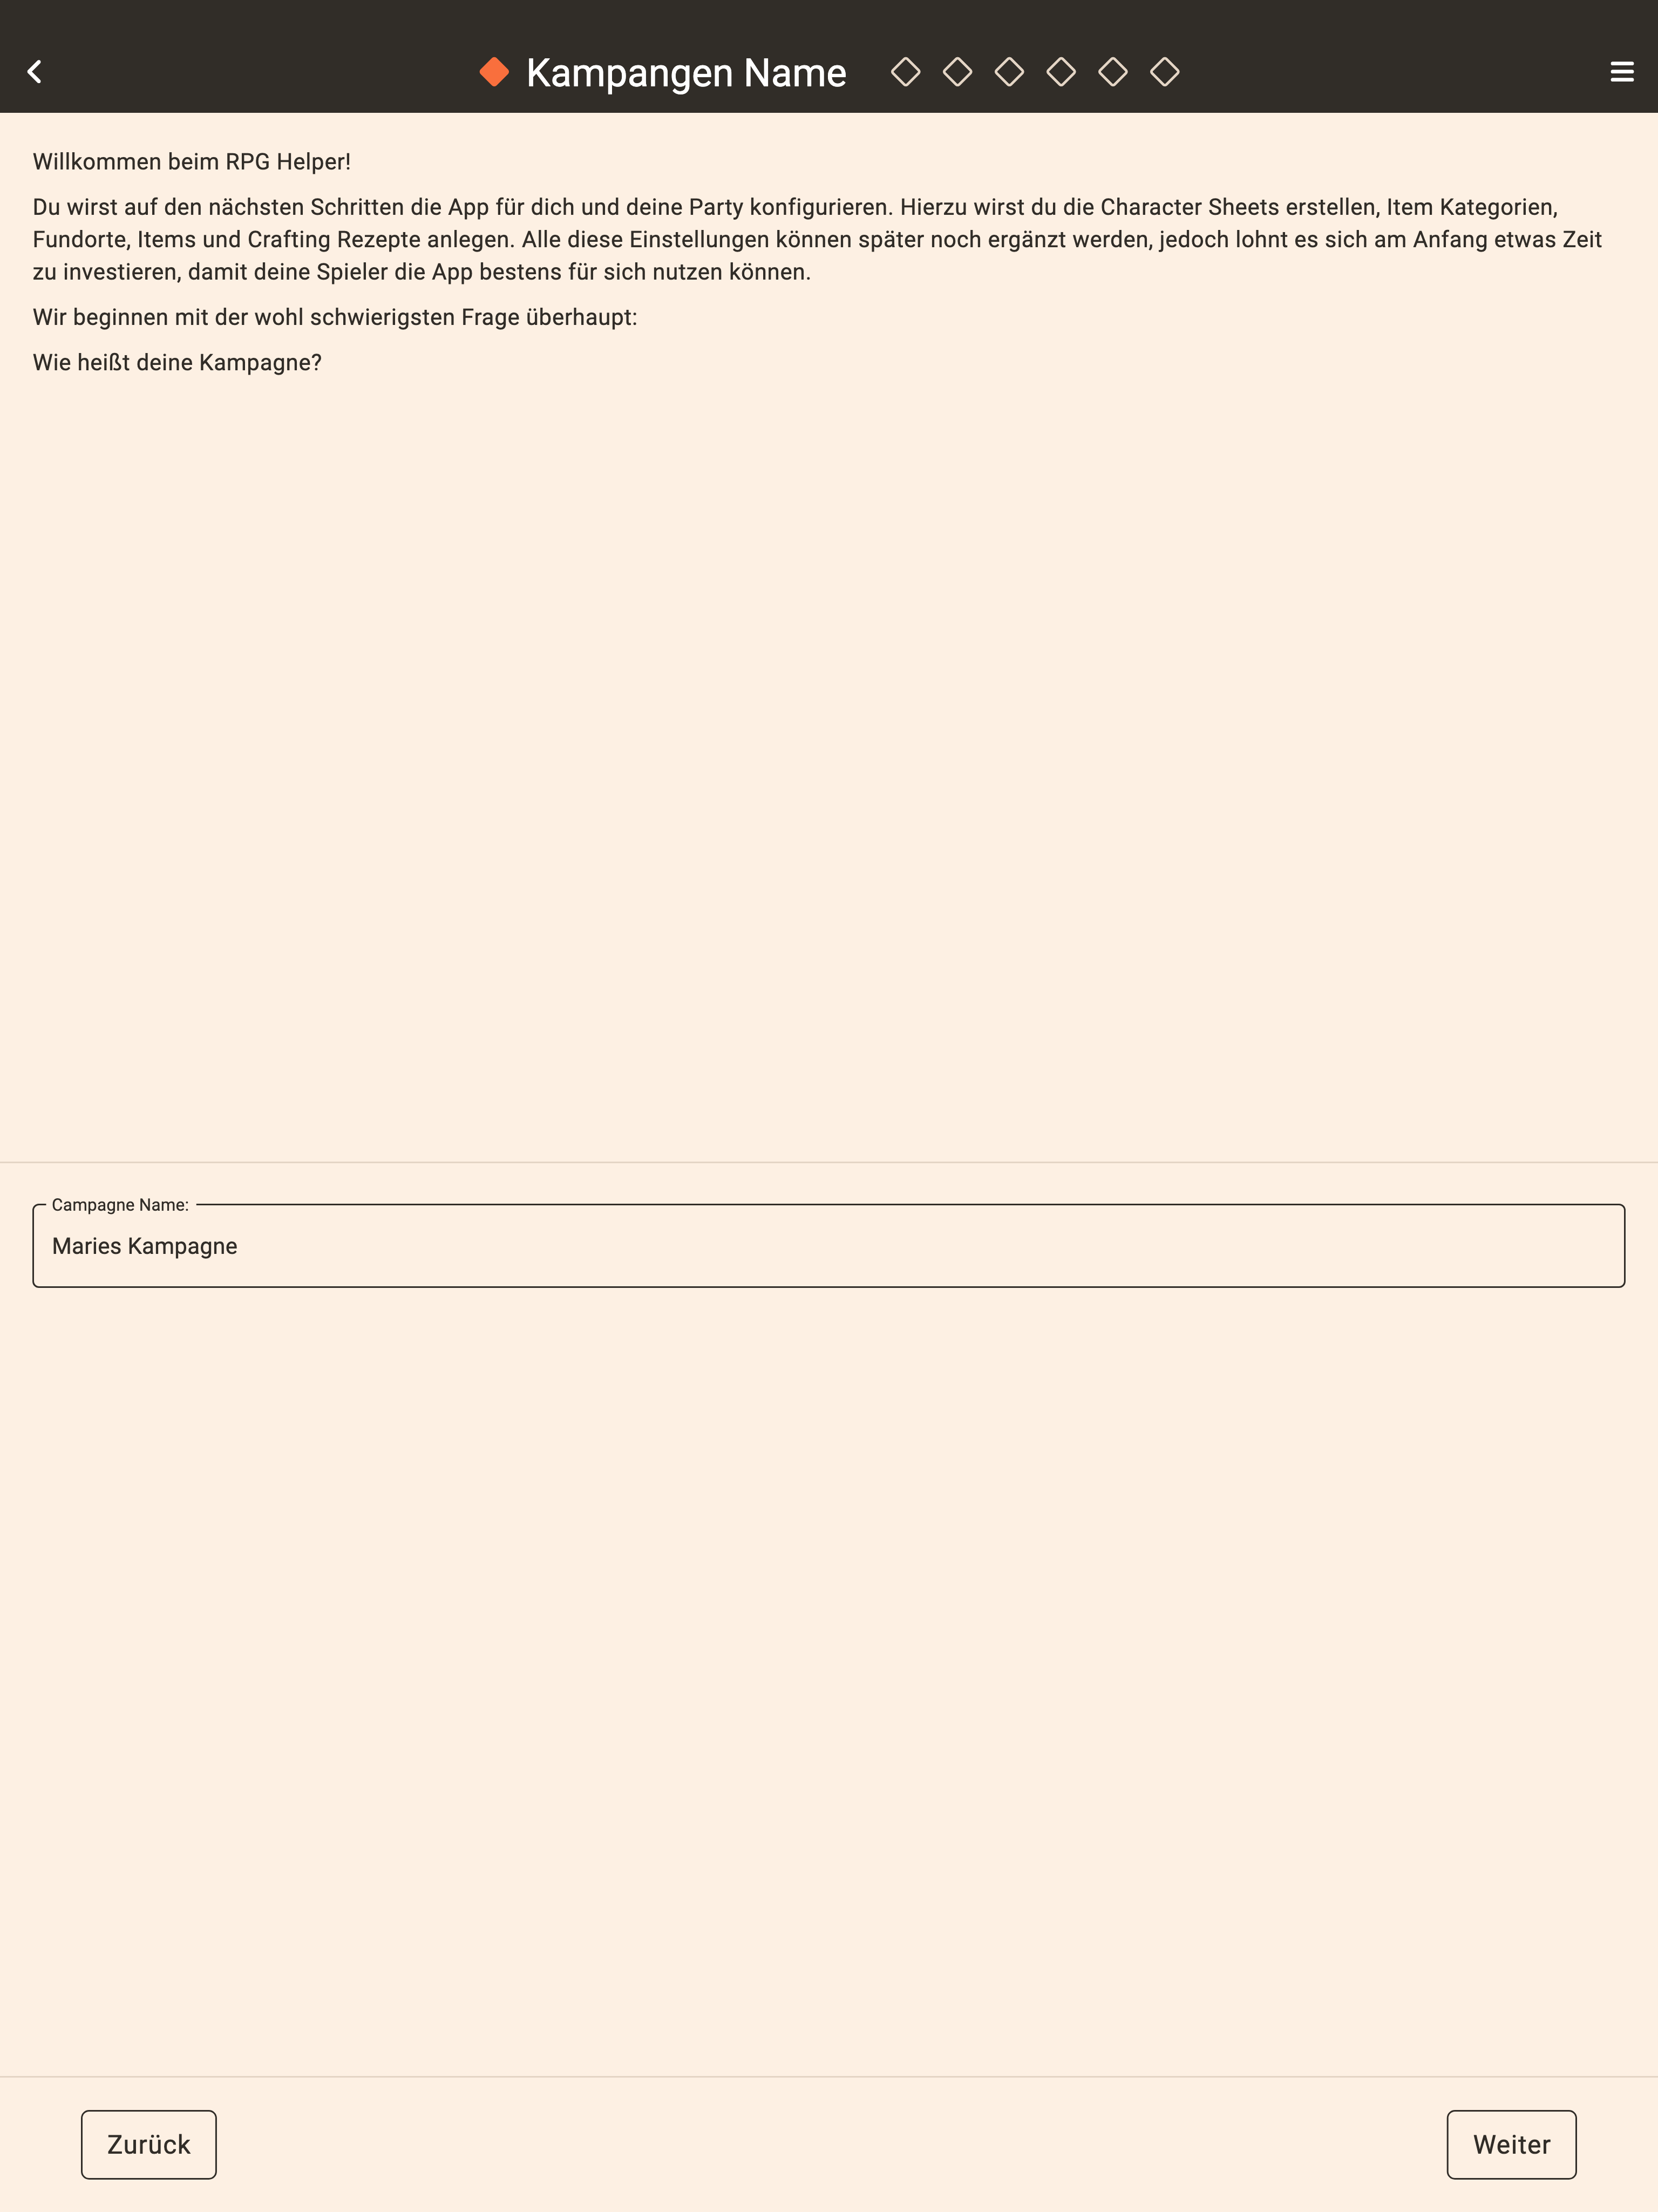 Kampangen Name
Willkommen beim RPG Helper!
Du wirst auf den nächsten Schritten die App für dich und deine Party konfigurieren. Hierzu wirst du die Character Sheets erstellen, Item Kategorien,
Fundorte, Items und Crafting Rezepte anlegen. Alle diese Einstellungen können später noch ergänzt werden, jedoch lohnt es sich am Anfang etwas Zeit
zu investieren, damit deine Spieler die App bestens für sich nutzen können.
Wir beginnen mit der wohl schwierigsten Frage überhaupt:
Wie heißt deine Kampagne?
Campagne Name:
Maries Kampagne
Zurück
Weiter